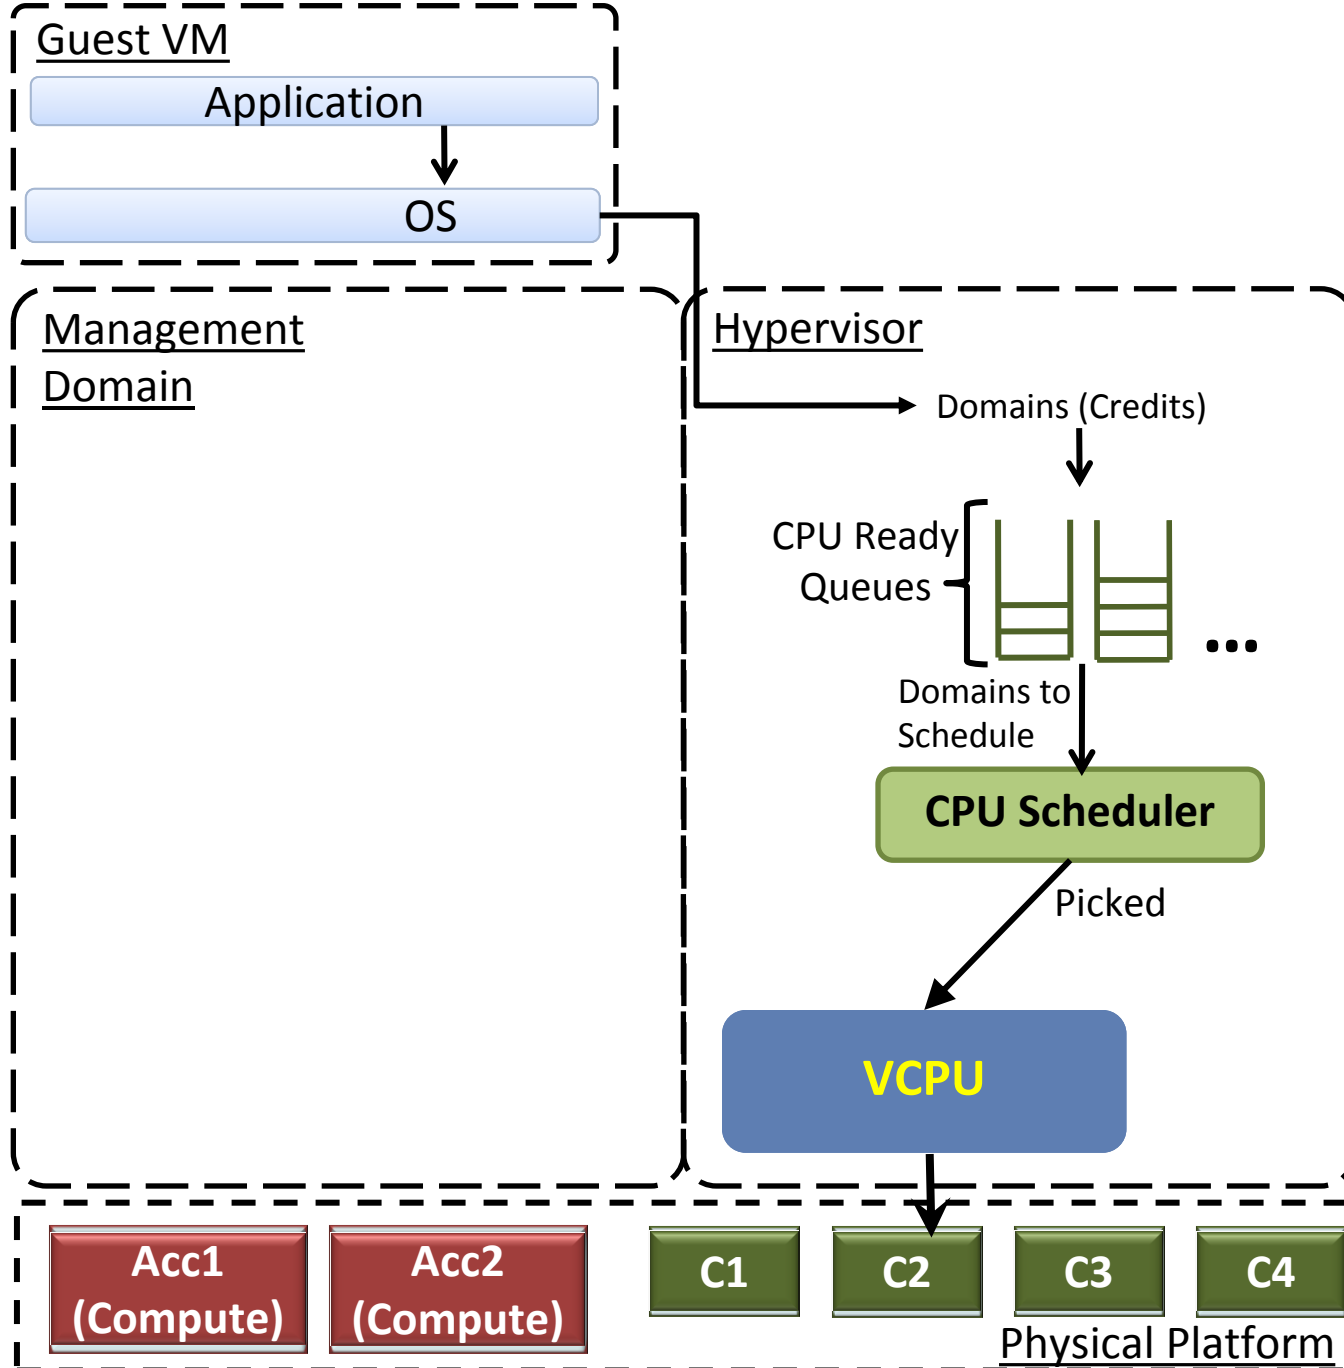 Guest VM
Application
OS
Management
Domain
Hypervisor
Domains (Credits)
CPU Ready
Queues
...
Domains to
Schedule
CPU Scheduler
Picked
VCPU
Acc1
(Compute)
Acc2
(Compute)
C1
C2
C3
C4
Physical Platform